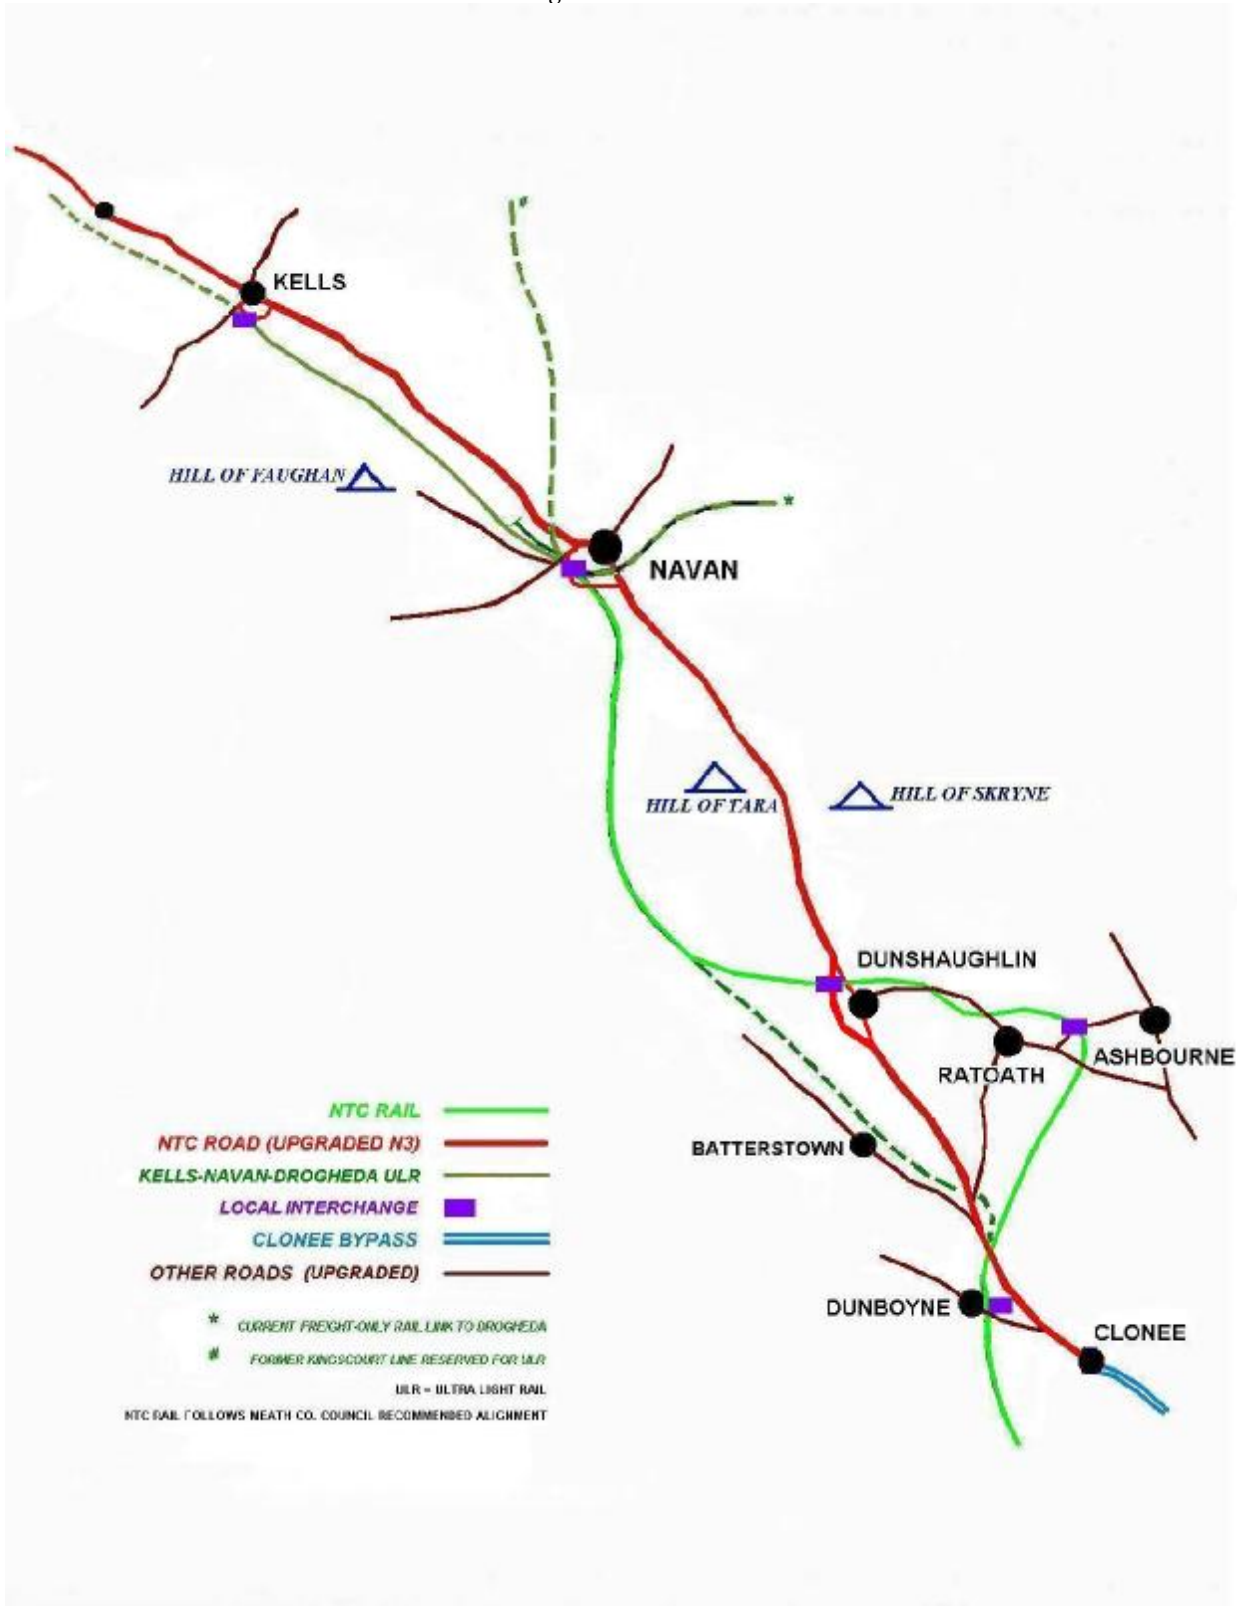 KELLS
#
HILL OF FAUGHAN
*
NAVAN
HILL OF TARA
HILL OF SKRYNE
DUNSHAUGHLIN
ASHBOURNE
RATOATH
BATTERSTOWN
DUNBOYNE
CLONEE
NTC RAIL
NTC ROAD (UPGRADED N3)
KELLS-NAVAN-DROGHEDA ULR
LOCAL INTERCHANGE
CLONEE BYPASS
OTHER ROADS (UPGRADED)
* CURRENT FREIGHT-ONLY RAIL LINK TO DROGHEDA
# FORMER KINGSCOURT LINE RESERVED FOR ULR
ULR = ULTRA LIGHT RAIL
NTC RAIL FOLLOWS MEATH CO. COUNCIL RECOMMENDED ALIGNMENT